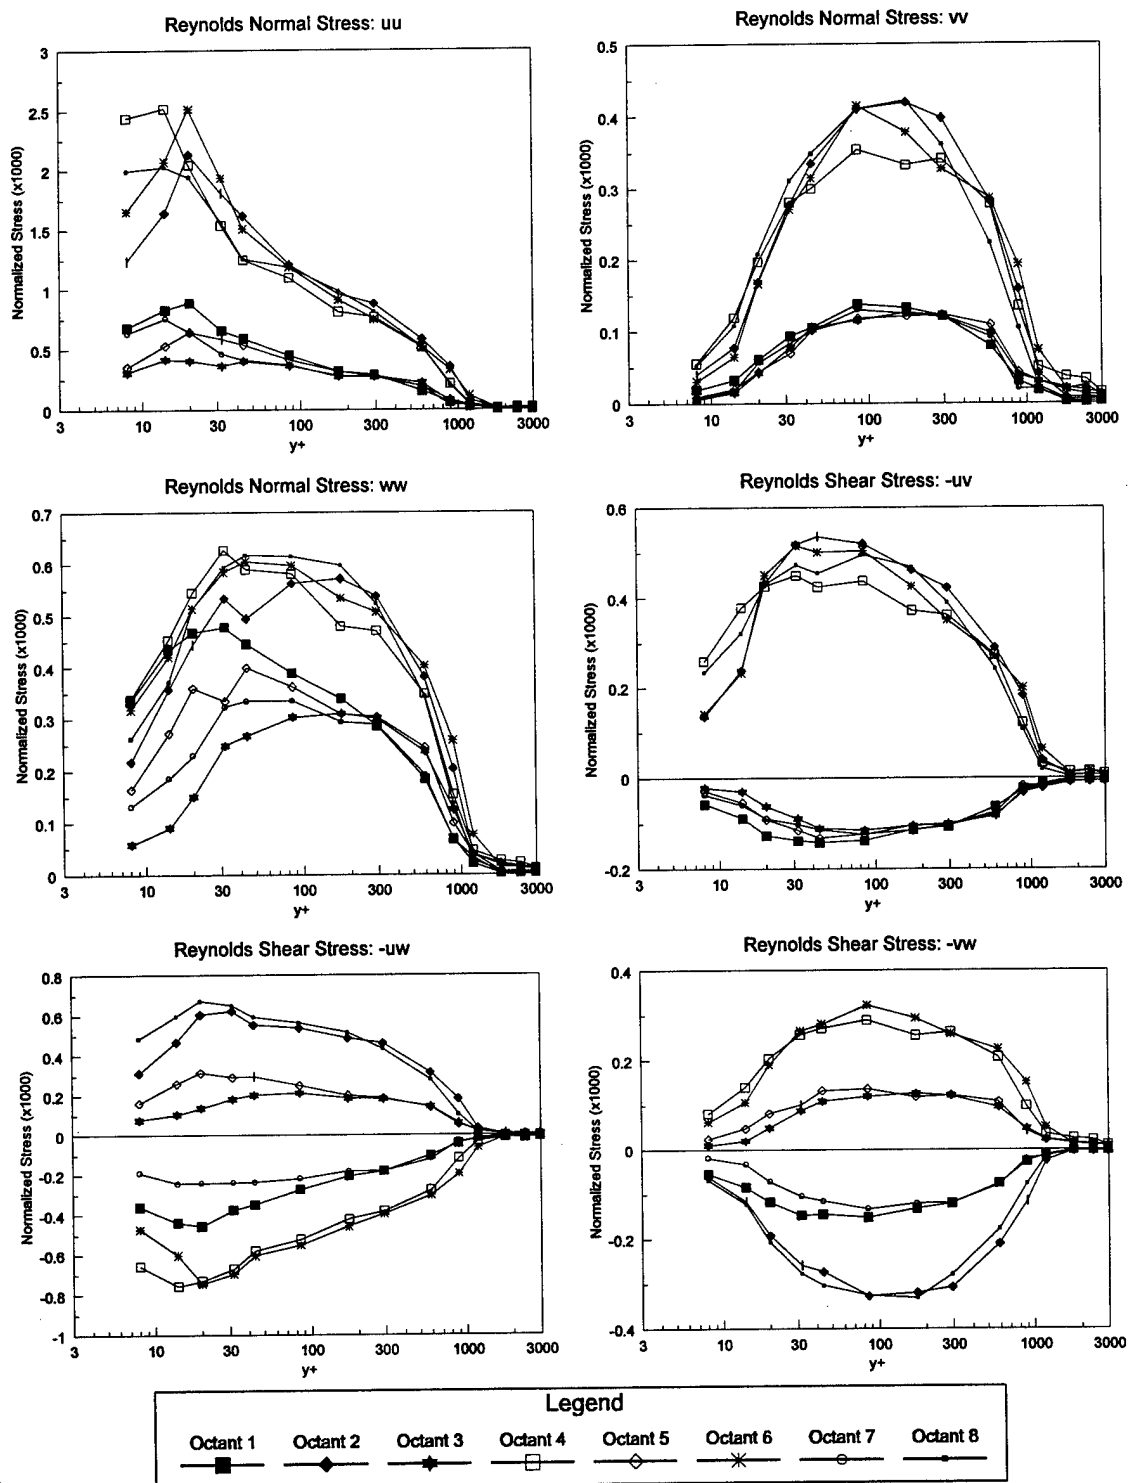 Reynolds Normal Stress: uu
Normalized Stress (x1000)
3
2.5
2
1.5
1
0.5
0
3 10 30 100 300 1000 3000
y+
Reynolds Normal Stress: vv
Normalized Stress (x1000)
0.5
0.4
0.3
0.2
0.1
0
3 10 30 100 300 1000 3000
y+
Reynolds Normal Stress: ww
Normalized Stress (x1000)
0.7
0.6
0.5
0.4
0.3
0.2
0.1
0
3 10 30 100 300 1000 3000
y+
Reynolds Shear Stress: -uv
Normalized Stress (x1000)
0.6
0.4
0.2
0
-0.2
3 10 30 100 300 1000 3000
y+
Reynolds Shear Stress: -uw
Normalized Stress (x1000)
0.8
0.6
0.4
0.2
0
-0.2
-0.4
-0.6
-0.8
-1
3 10 30 100 300 1000 3000
y+
Reynolds Shear Stress: -vw
Normalized Stress (x1000)
0.4
0.2
0
-0.2
-0.4
3 10 30 100 300 1000 3000
y+
Legend
Octant 1 Octant 2 Octant 3 Octant 4 Octant 5 Octant 6 Octant 7 Octant 8